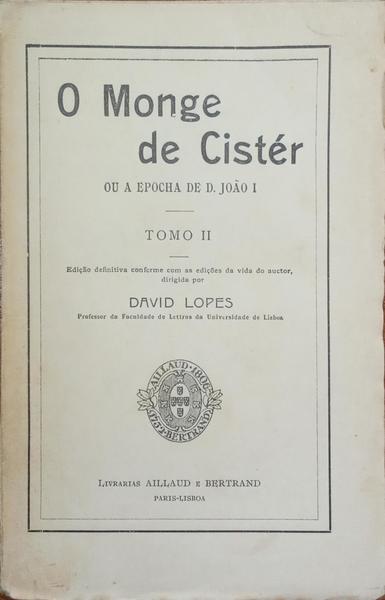 O Monge
de Cistér
OU A EPOCHA DE D. JOÃO I
TOMO II
Edição definitiva conforme com as edições da vida do auctor,
dirigida por
DAVID LOPES
Professor da Faculdade de Letras da Universidade de Lisboa
AILLAUD·1806·
1732·BERTRAND·
LIVRARIAS AILLAUD E BERTRAND
PARIS-LISBOA